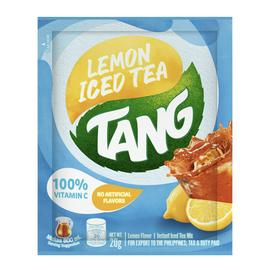 LEMON
ICED TEA
TANG
100%
VITAMIN C
NO ARTIFICIAL
FLAVORS
NET WT.
20g
Lemon Flavor | Instant Iced Tea Mix
FOR EXPORT TO THE PHILIPPINES; TAX & DUTY PAID